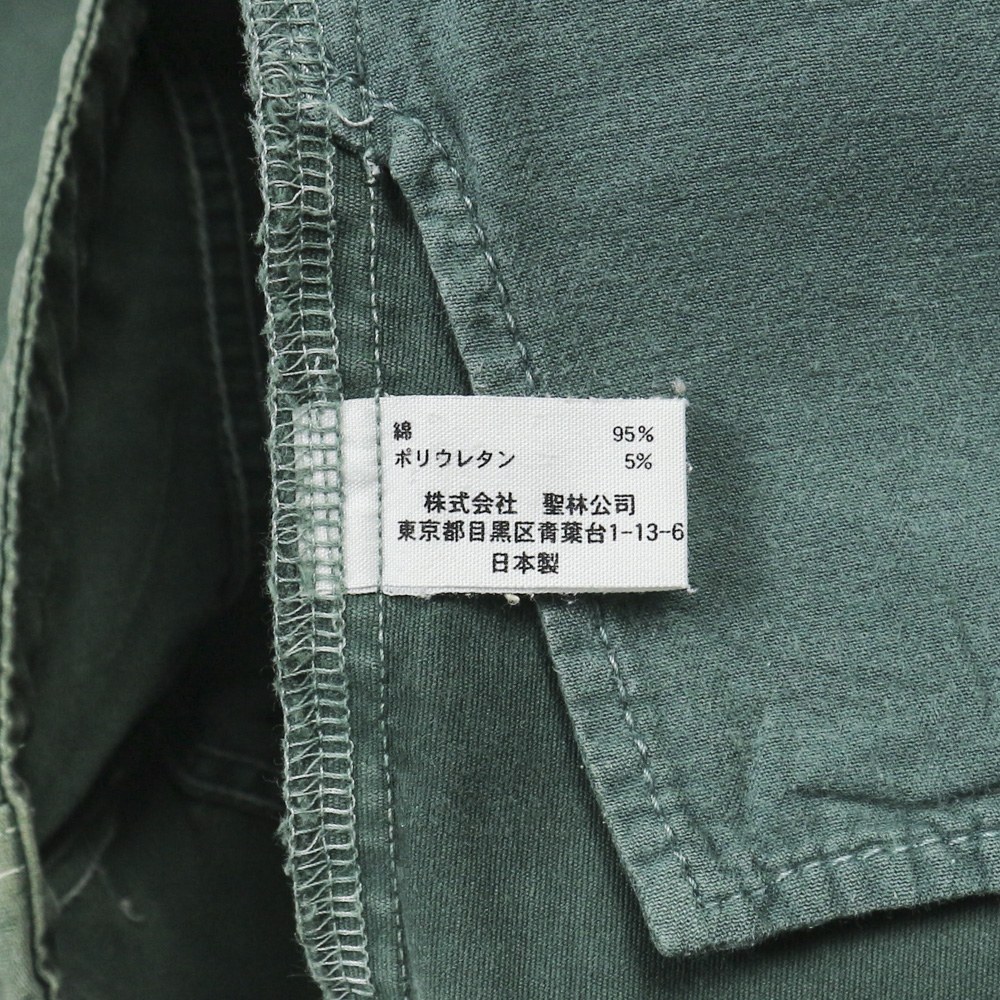 綿 95%
ポリウレタン 5%
株式会社 聖林公司
東京都目黒区青葉台1-13-6
日本製